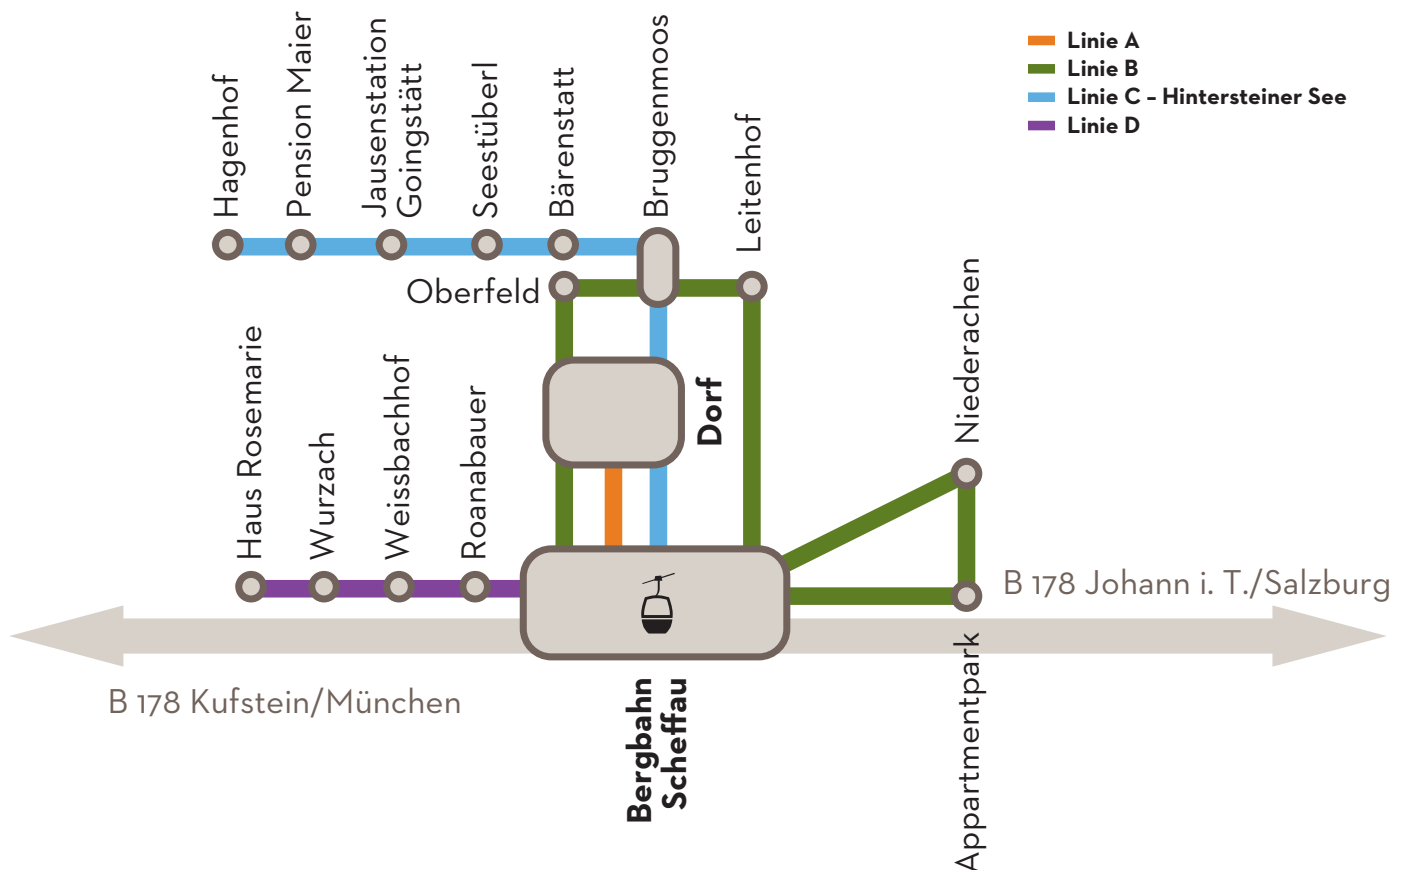 Linie A
Linie B
Linie C – Hintersteiner See
Linie D
Hagenhof
Pension Maier
Jausenstation
Goingstätt
Seestüberl
Bärenstatt
Bruggenmoos
Leitenhof
Oberfeld
Dorf
Niederachen
Haus Rosemarie
Wurzach
Weissbachhof
Roanabauer
B 178 Johann i. T./Salzburg
B 178 Kufstein/München
Bergbahn
Scheffau
Appartmentpark